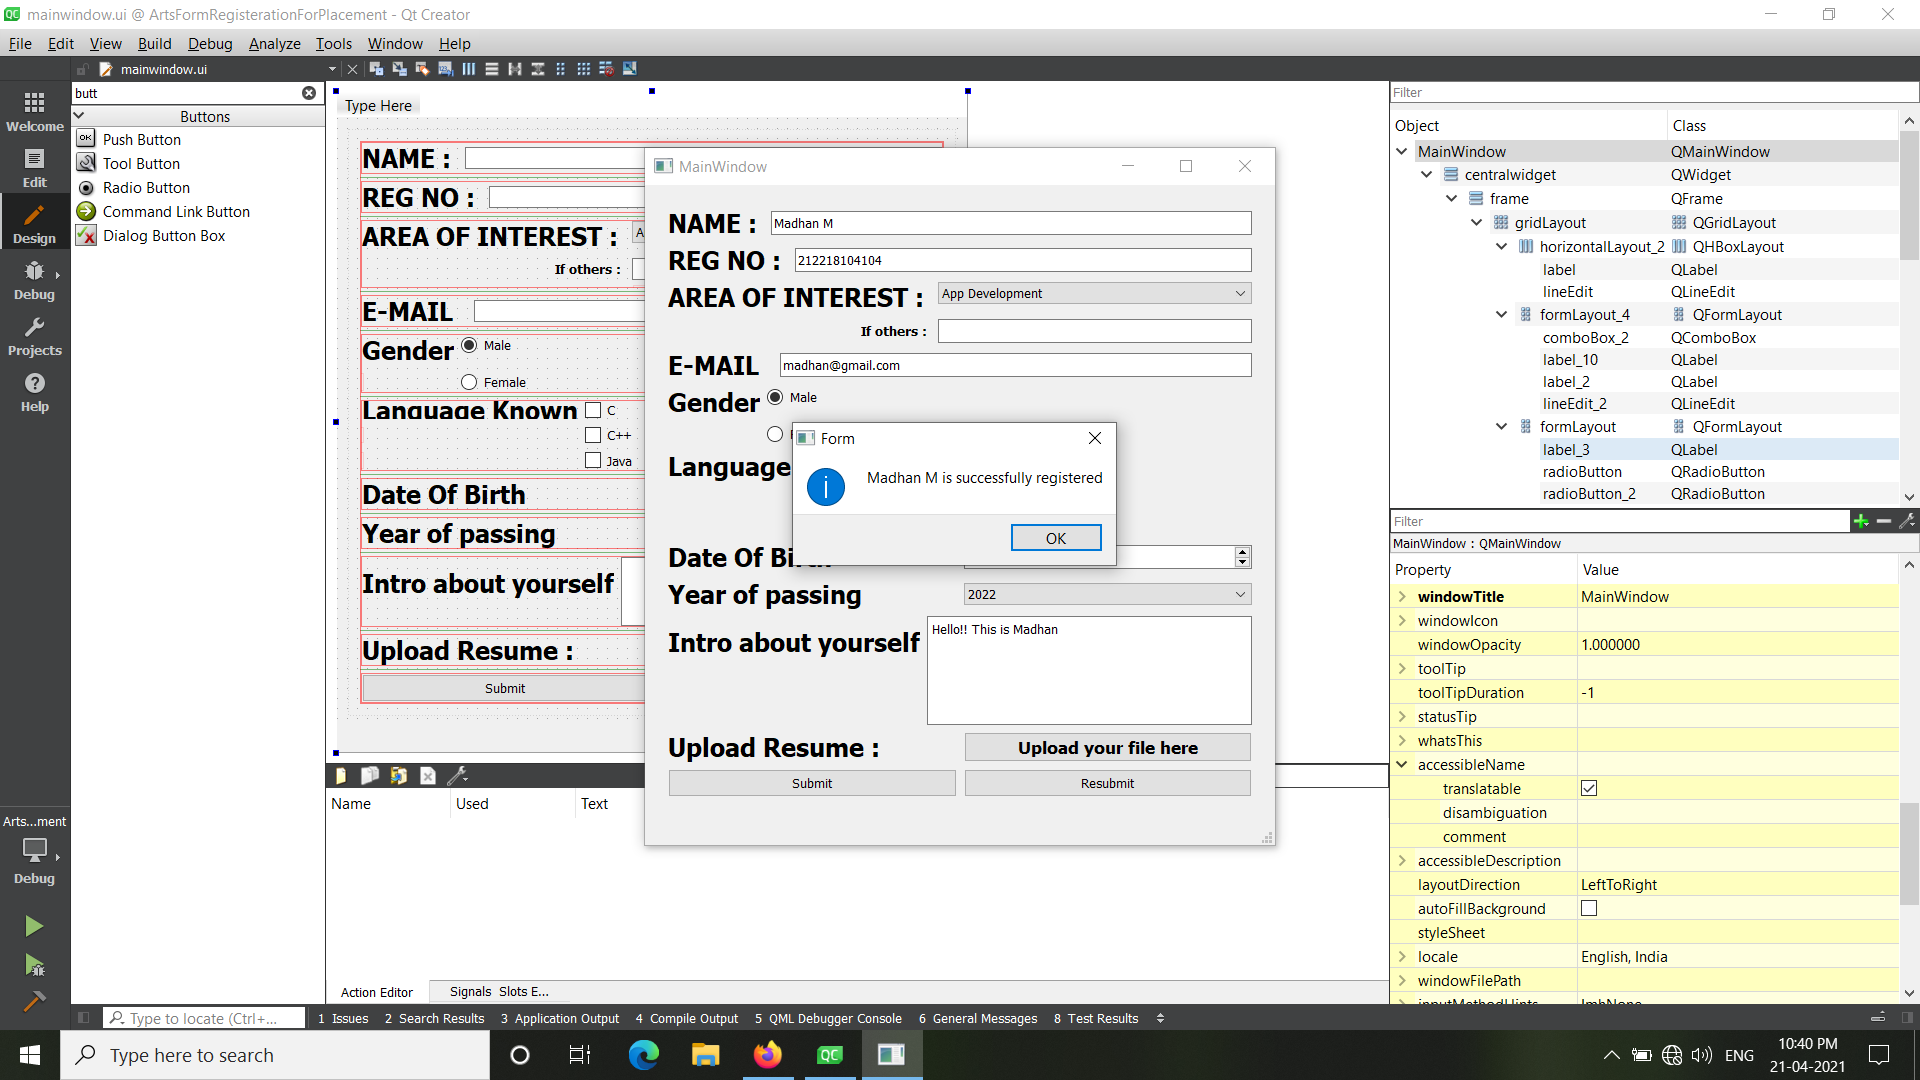 mainwindow.ui @ ArtsFormRegisterationForPlacement - Qt Creator
File Edit View Build Debug Analyze Tools Window Help
mainwindow.ui
butt
Buttons
Push Button
Tool Button
Radio Button
Command Link Button
Dialog Button Box
Welcome
Edit
Design
Debug
Projects
Help
Arts...ment
Debug
Type Here
NAME :
REG NO :
AREA OF INTEREST :
If others :
E-MAIL
Gender
Male
Female
Language Known
C
C++
Java
Date Of Birth
Year of passing
Intro about yourself
Upload Resume :
Submit
MainWindow
NAME : Madhan M
REG NO : 212218104104
AREA OF INTEREST : App Development
If others :
E-MAIL madhan@gmail.com
Gender Male
Language
Form
Madhan M is successfully registered
OK
Date Of Birth
Year of passing 2022
Intro about yourself Hello!! This is Madhan
Upload Resume : Upload your file here
Submit Resubmit
Name Used Text
Action Editor Signals Slots E...
Filter
Object Class
MainWindow QMainWindow
centralwidget QWidget
frame QFrame
gridLayout QGridLayout
horizontalLayout_2 QHBoxLayout
label QLabel
lineEdit QLineEdit
formLayout_4 QFormLayout
comboBox_2 QComboBox
label_10 QLabel
label_2 QLabel
lineEdit_2 QLineEdit
formLayout QFormLayout
label_3 QLabel
radioButton QRadioButton
radioButton_2 QRadioButton
Filter
MainWindow : QMainWindow
Property Value
windowTitle MainWindow
windowIcon
windowOpacity 1.000000
toolTip
toolTipDuration -1
statusTip
whatsThis
accessibleName
translatable
disambiguation
comment
accessibleDescription
layoutDirection LeftToRight
autoFillBackground
styleSheet
locale English, India
windowFilePath
inputMethodHints ImhNone
Type to locate (Ctrl+... 1 Issues 2 Search Results 3 Application Output 4 Compile Output 5 QML Debugger Console 6 General Messages 8 Test Results
Type here to search
ENG
10:40 PM
21-04-2021